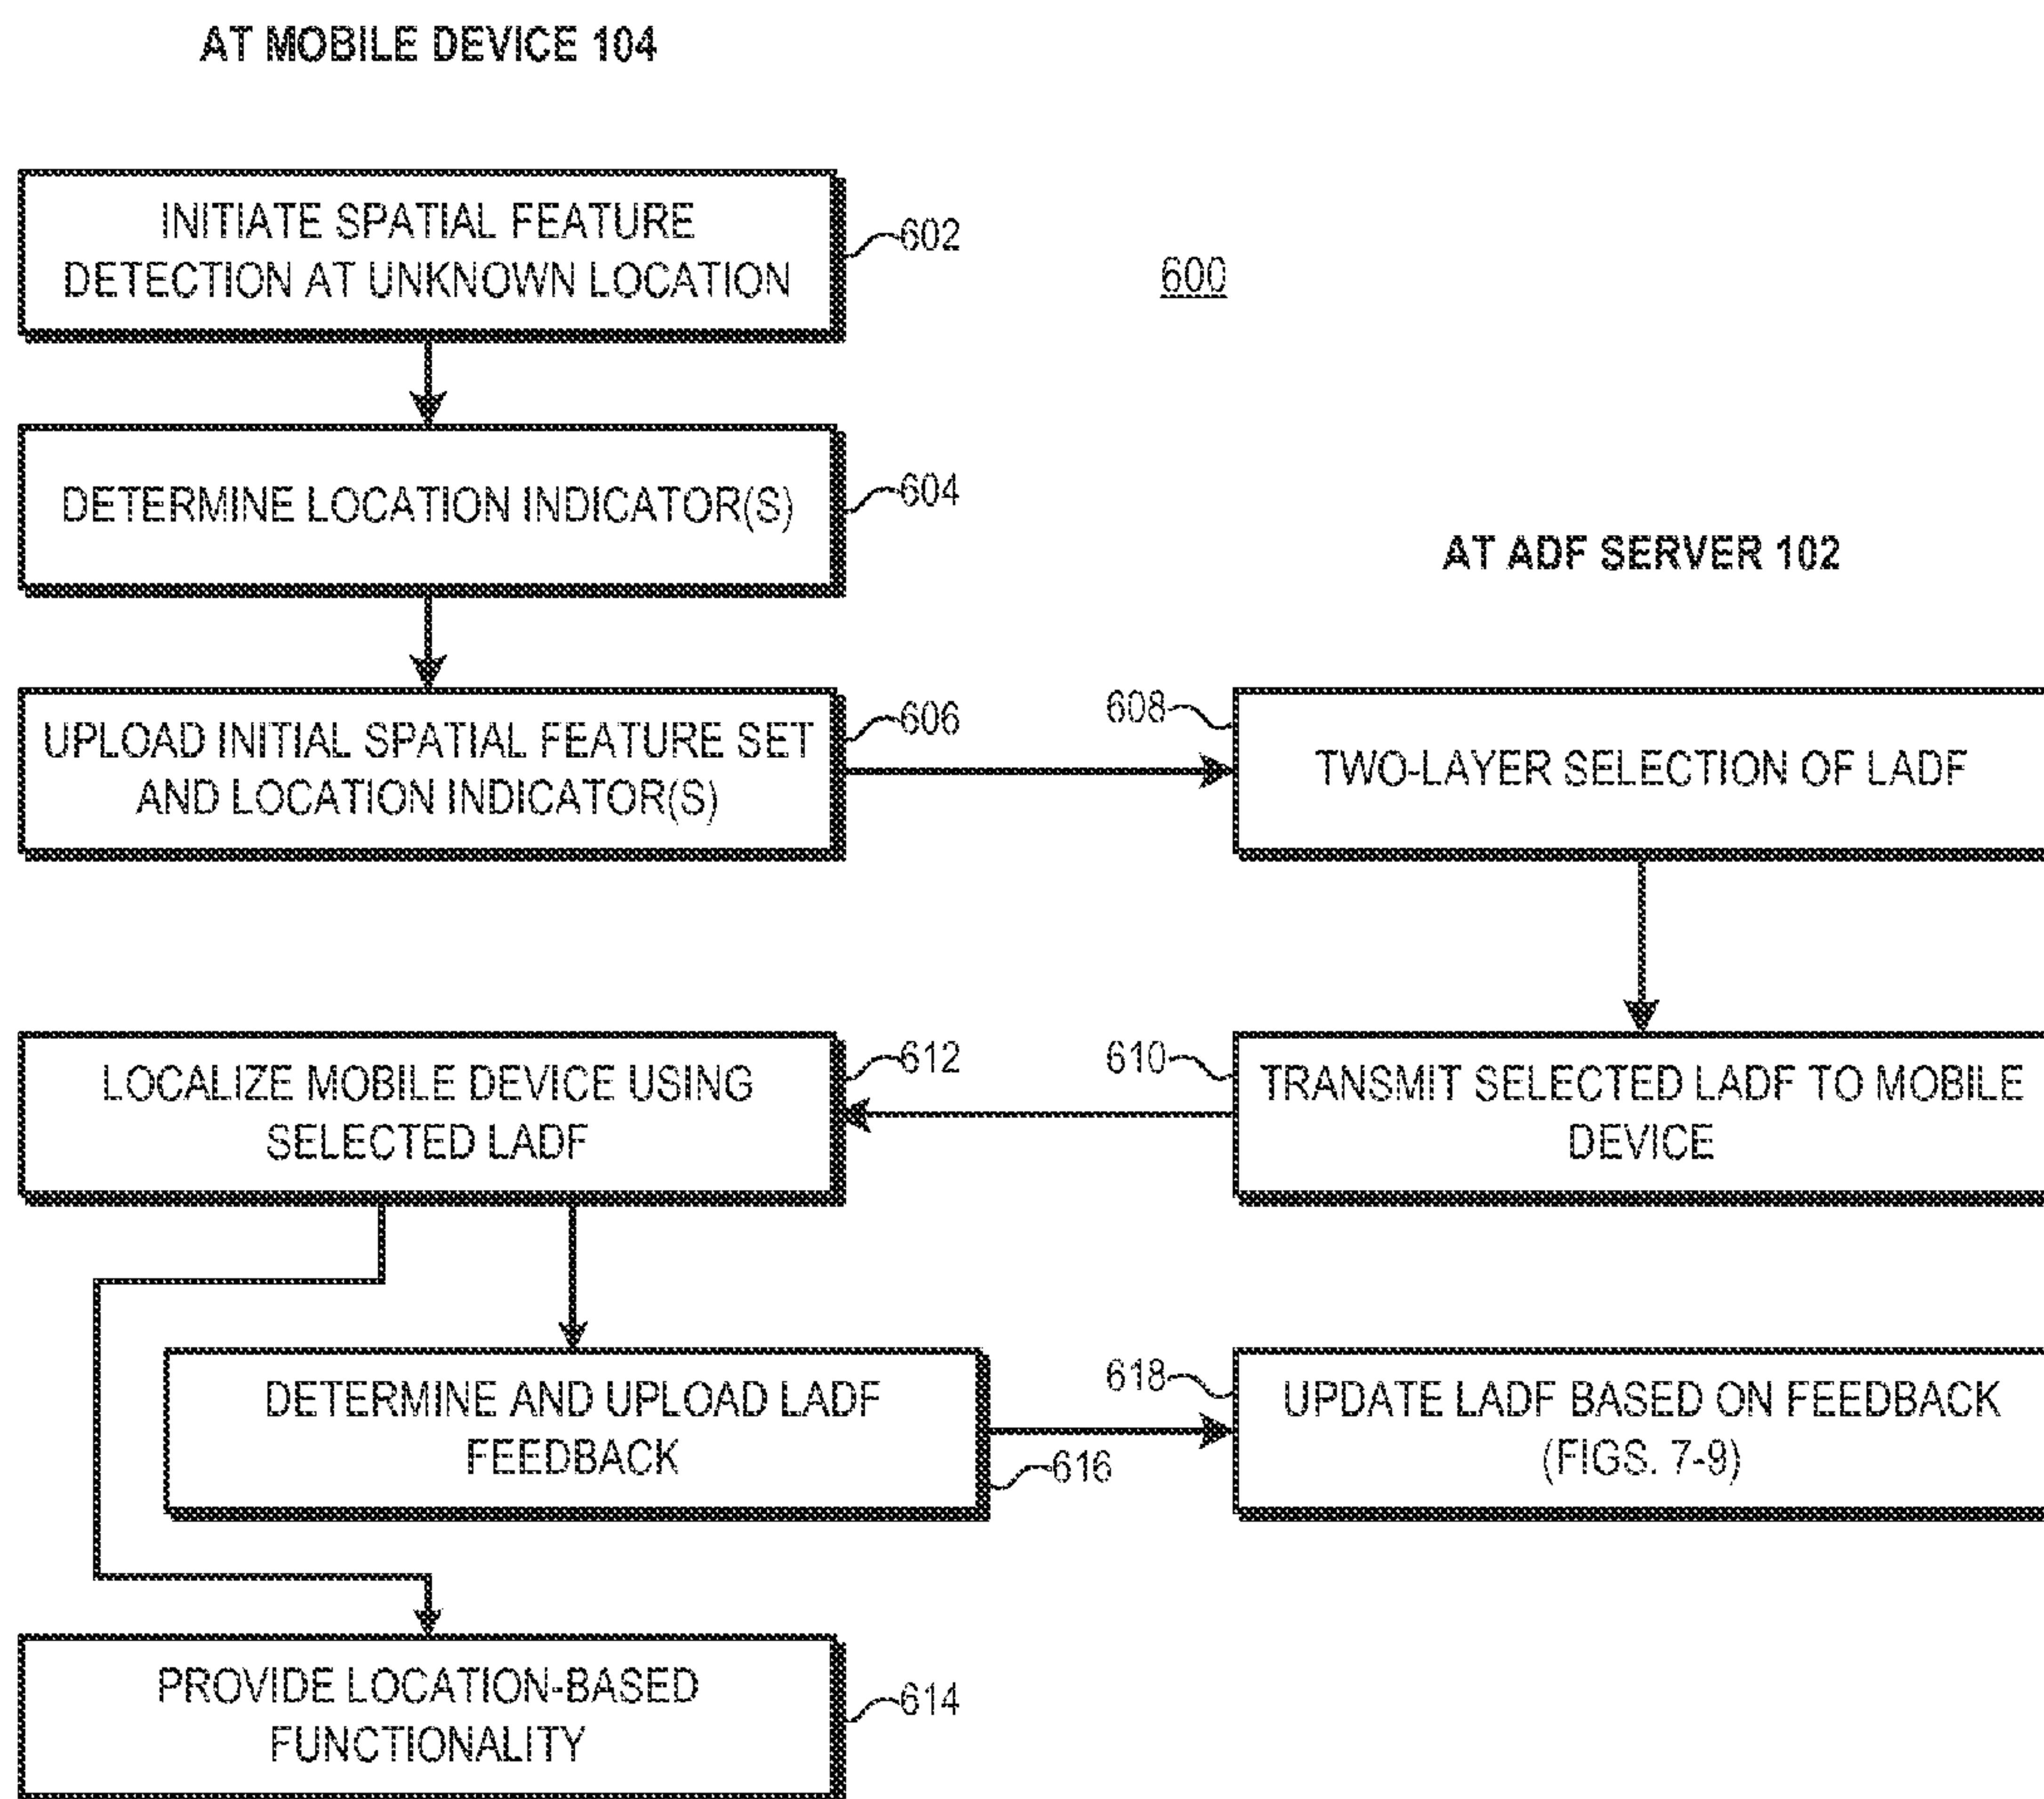 AT MOBILE DEVICE 104
INITIATE SPATIAL FEATURE
DETECTION AT UNKNOWN LOCATION
602
600
DETERMINE LOCATION INDICATOR(S)
604
AT ADF SERVER 102
UPLOAD INITIAL SPATIAL FEATURE SET
AND LOCATION INDICATOR(S)
606
608
TWO-LAYER SELECTION OF LADF
LOCALIZE MOBILE DEVICE USING
SELECTED LADF
612
610
TRANSMIT SELECTED LADF TO MOBILE
DEVICE
DETERMINE AND UPLOAD LADF
FEEDBACK
616
618
UPDATE LADF BASED ON FEEDBACK
(FIGS. 7-9)
PROVIDE LOCATION-BASED
FUNCTIONALITY
614